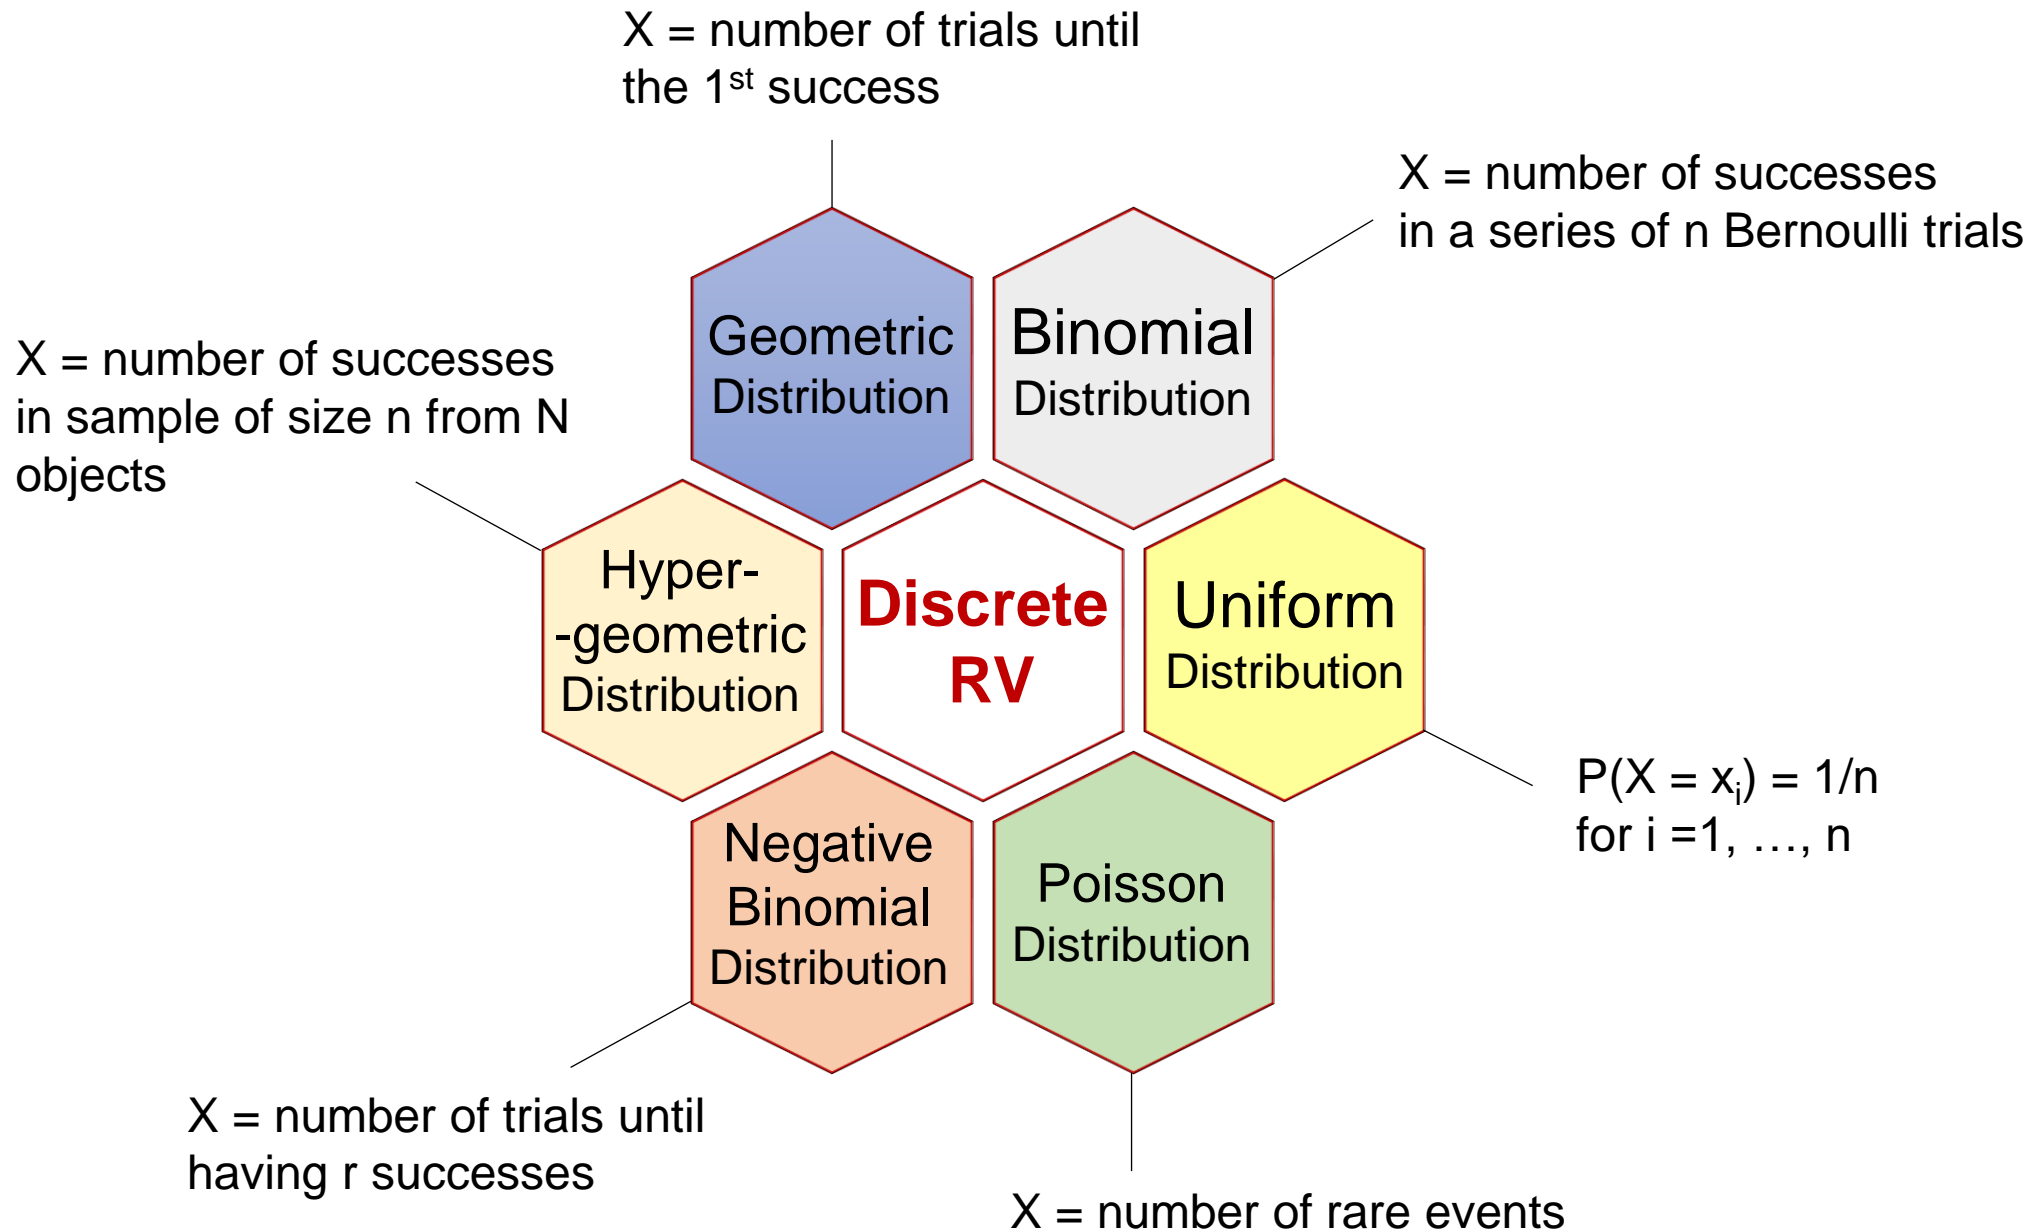 X = number of trials until
the 1st success
X = number of successes
in a series of n Bernoulli trials
Geometric
Distribution
Binomial
Distribution
X = number of successes
in sample of size n from N
objects
Hyper-
-geometric
Distribution
Discrete
RV
Uniform
Distribution
P(X = xi) = 1/n
for i =1, …, n
Negative
Binomial
Distribution
Poisson
Distribution
X = number of trials until
having r successes
X = number of rare events